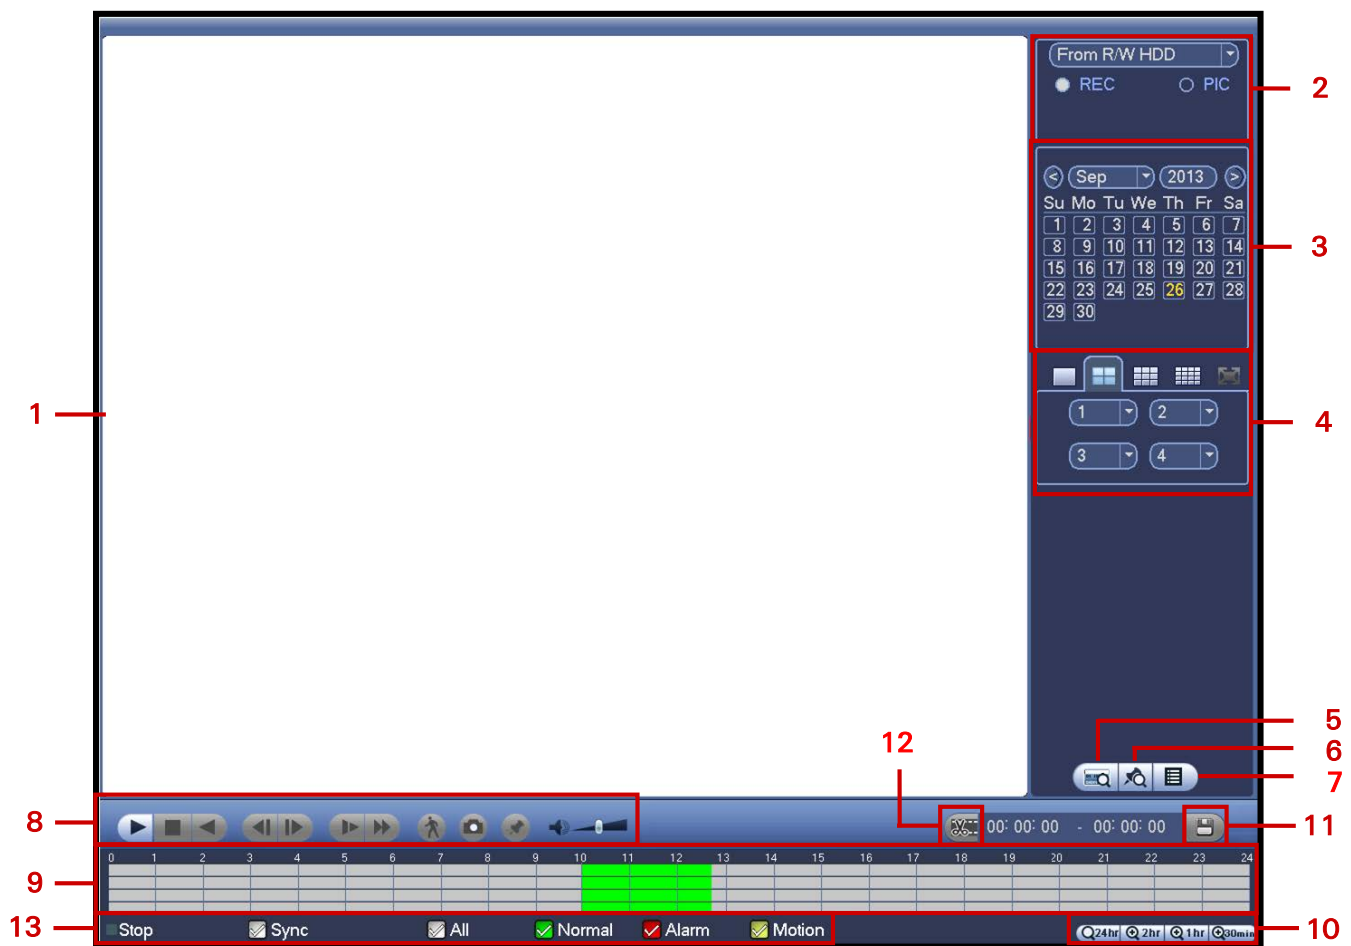 From R/W HDD
REC PIC
2
< Sep 2013 >
Su Mo Tu We Th Fr Sa
1 2 3 4 5 6 7
8 9 10 11 12 13 14
15 16 17 18 19 20 21
22 23 24 25 26 27 28
29 30
3
1
1 2
3 4
4
5
6
7
12
8
00: 00: 00 - 00: 00: 00
11
0 1 2 3 4 5 6 7 8 9 10 11 12 13 14 15 16 17 18 19 20 21 22 23 24
9
13
Stop Sync All Normal Alarm Motion
24hr 2hr 1hr 30min
10